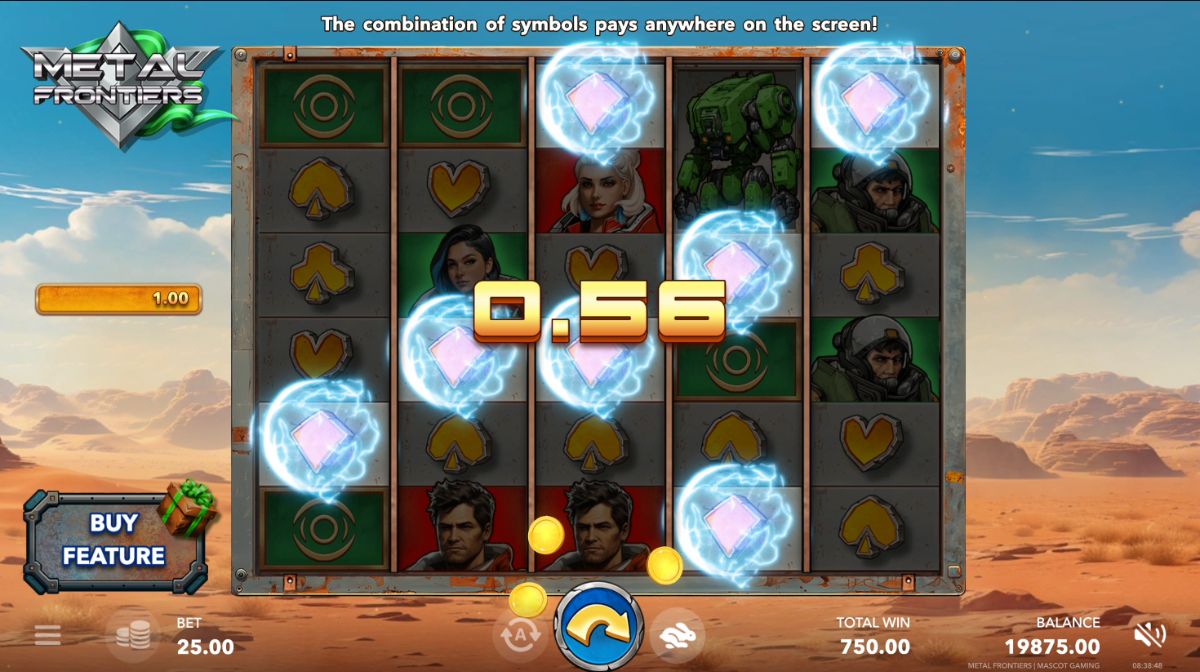 The combination of symbols pays anywhere on the screen!
METAL
FRONTIERS
1.00
0.56
BUY
FEATURE
BET
25.00
A
TOTAL WIN
750.00
BALANCE
19875.00
METAL FRONTIERS | MASCOT GAMING
08:38:48